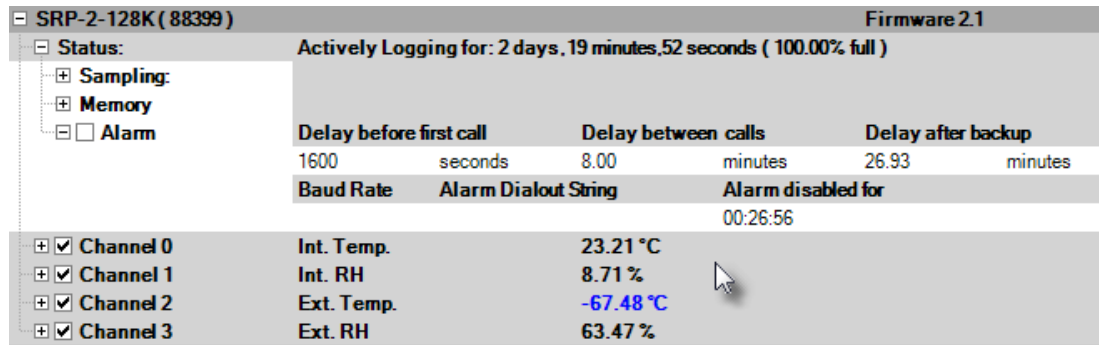 SRP-2-128K ( 88399 ) Firmware 2.1
Status: Actively Logging for: 2 days, 19 minutes,52 seconds ( 100.00% full )
Sampling:
Memory
Alarm Delay before first call Delay between calls Delay after backup
1600 seconds 8.00 minutes 26.93 minutes
Baud Rate Alarm Dialout String Alarm disabled for
00:26:56
Channel 0 Int. Temp. 23.21 °C
Channel 1 Int. RH 8.71 %
Channel 2 Ext. Temp. -67.48 °C
Channel 3 Ext. RH 63.47 %